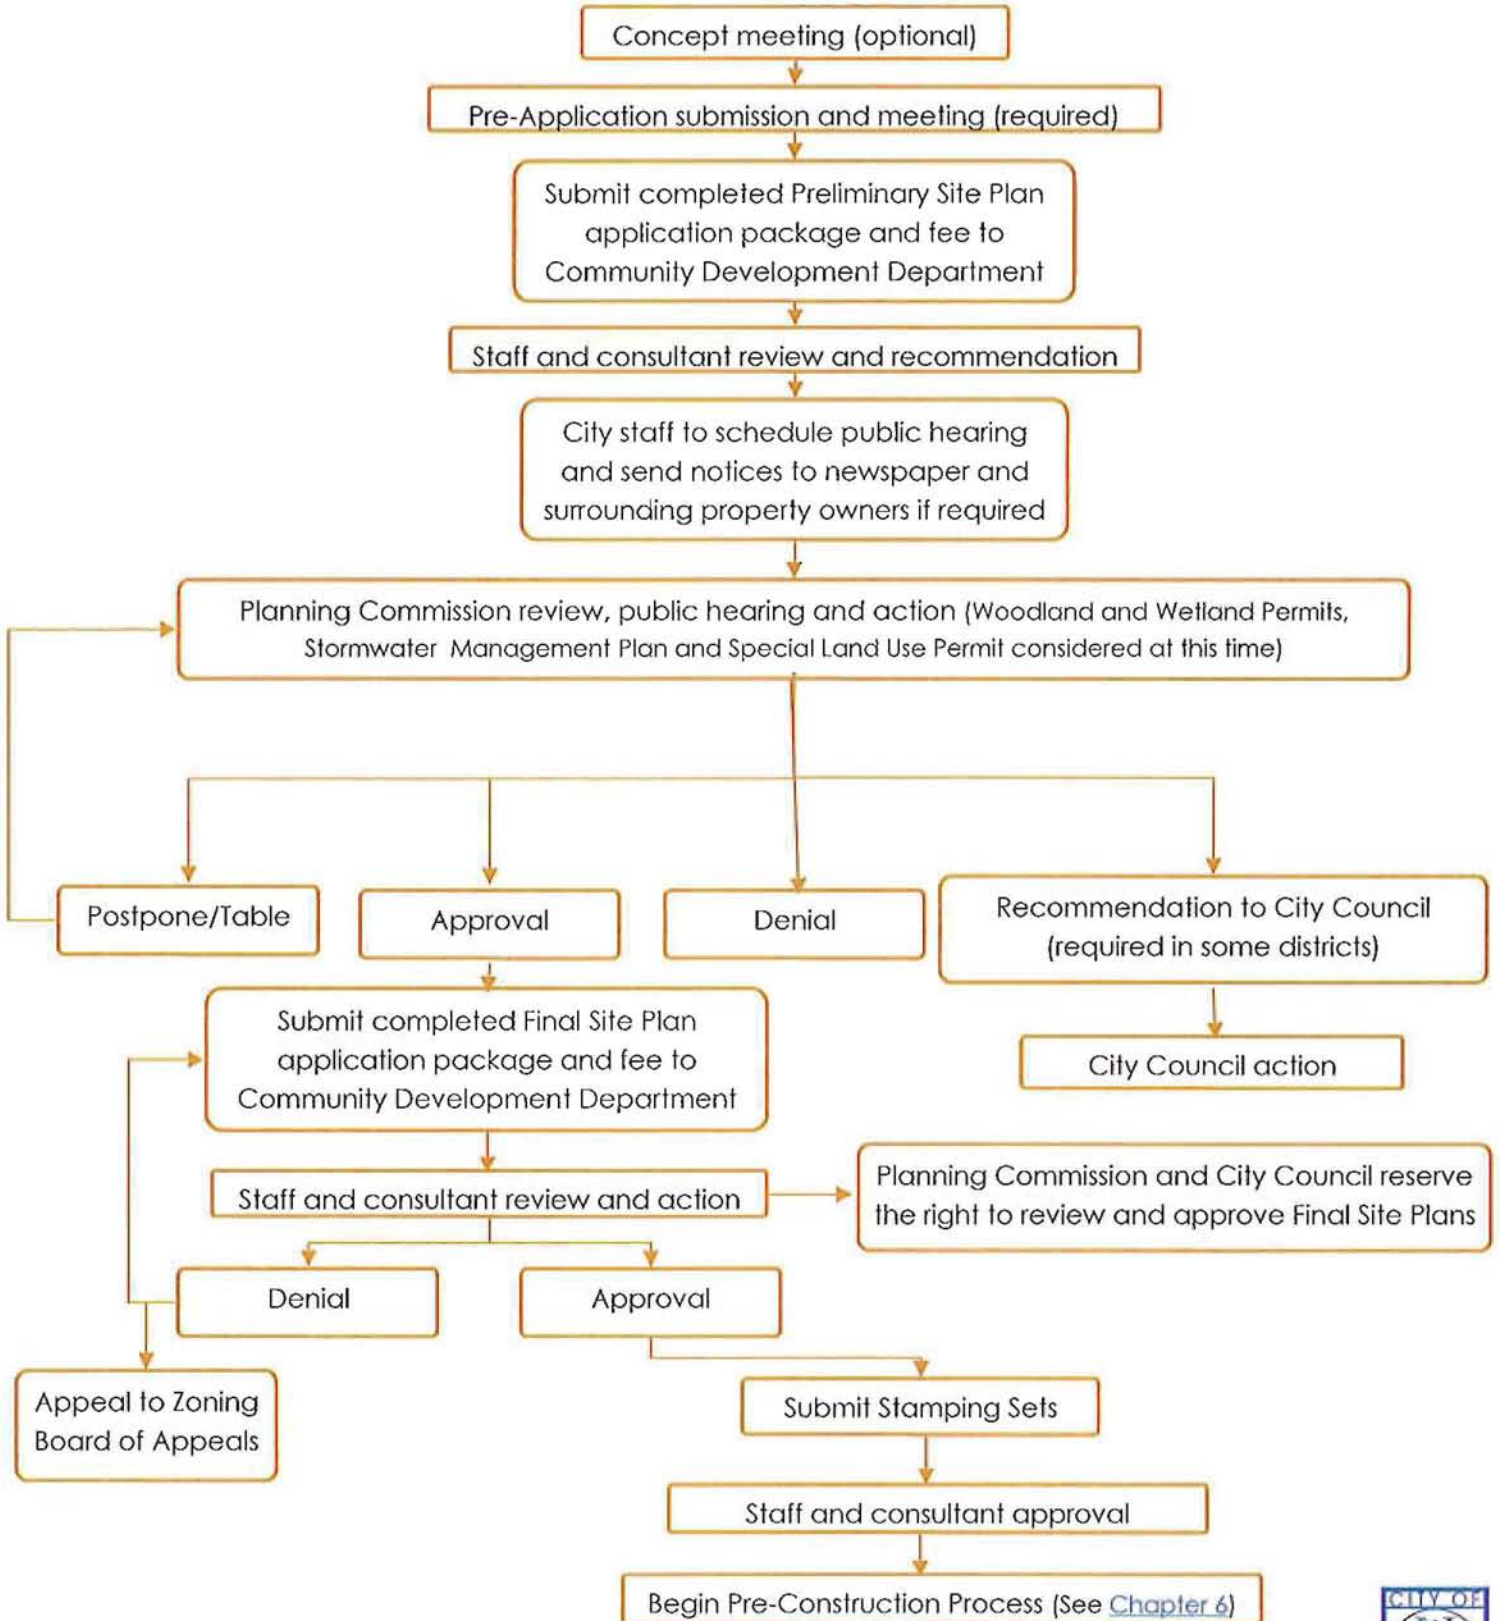 Concept meeting (optional)
Pre-Application submission and meeting (required)
Submit completed Preliminary Site Plan
application package and fee to
Community Development Department
Staff and consultant review and recommendation
City staff to schedule public hearing
and send notices to newspaper and
surrounding property owners if required
Planning Commission review, public hearing and action (Woodland and Wetland Permits,
Stormwater Management Plan and Special Land Use Permit considered at this time)
Postpone/Table
Approval
Denial
Recommendation to City Council
(required in some districts)
City Council action
Submit completed Final Site Plan
application package and fee to
Community Development Department
Staff and consultant review and action
Planning Commission and City Council reserve
the right to review and approve Final Site Plans
Denial
Approval
Appeal to Zoning
Board of Appeals
Submit Stamping Sets
Staff and consultant approval
Begin Pre-Construction Process (See Chapter 6)
CITY OF